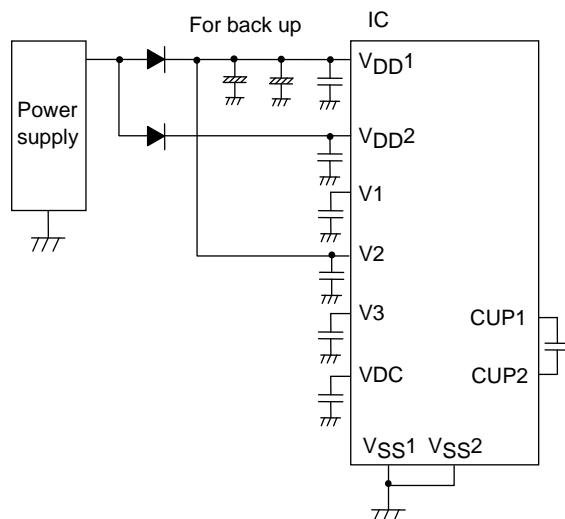 For back up
IC
VDD1
Power
supply
VDD2
V1
V2
V3
CUP1
VDC
CUP2
VSS1 VSS2